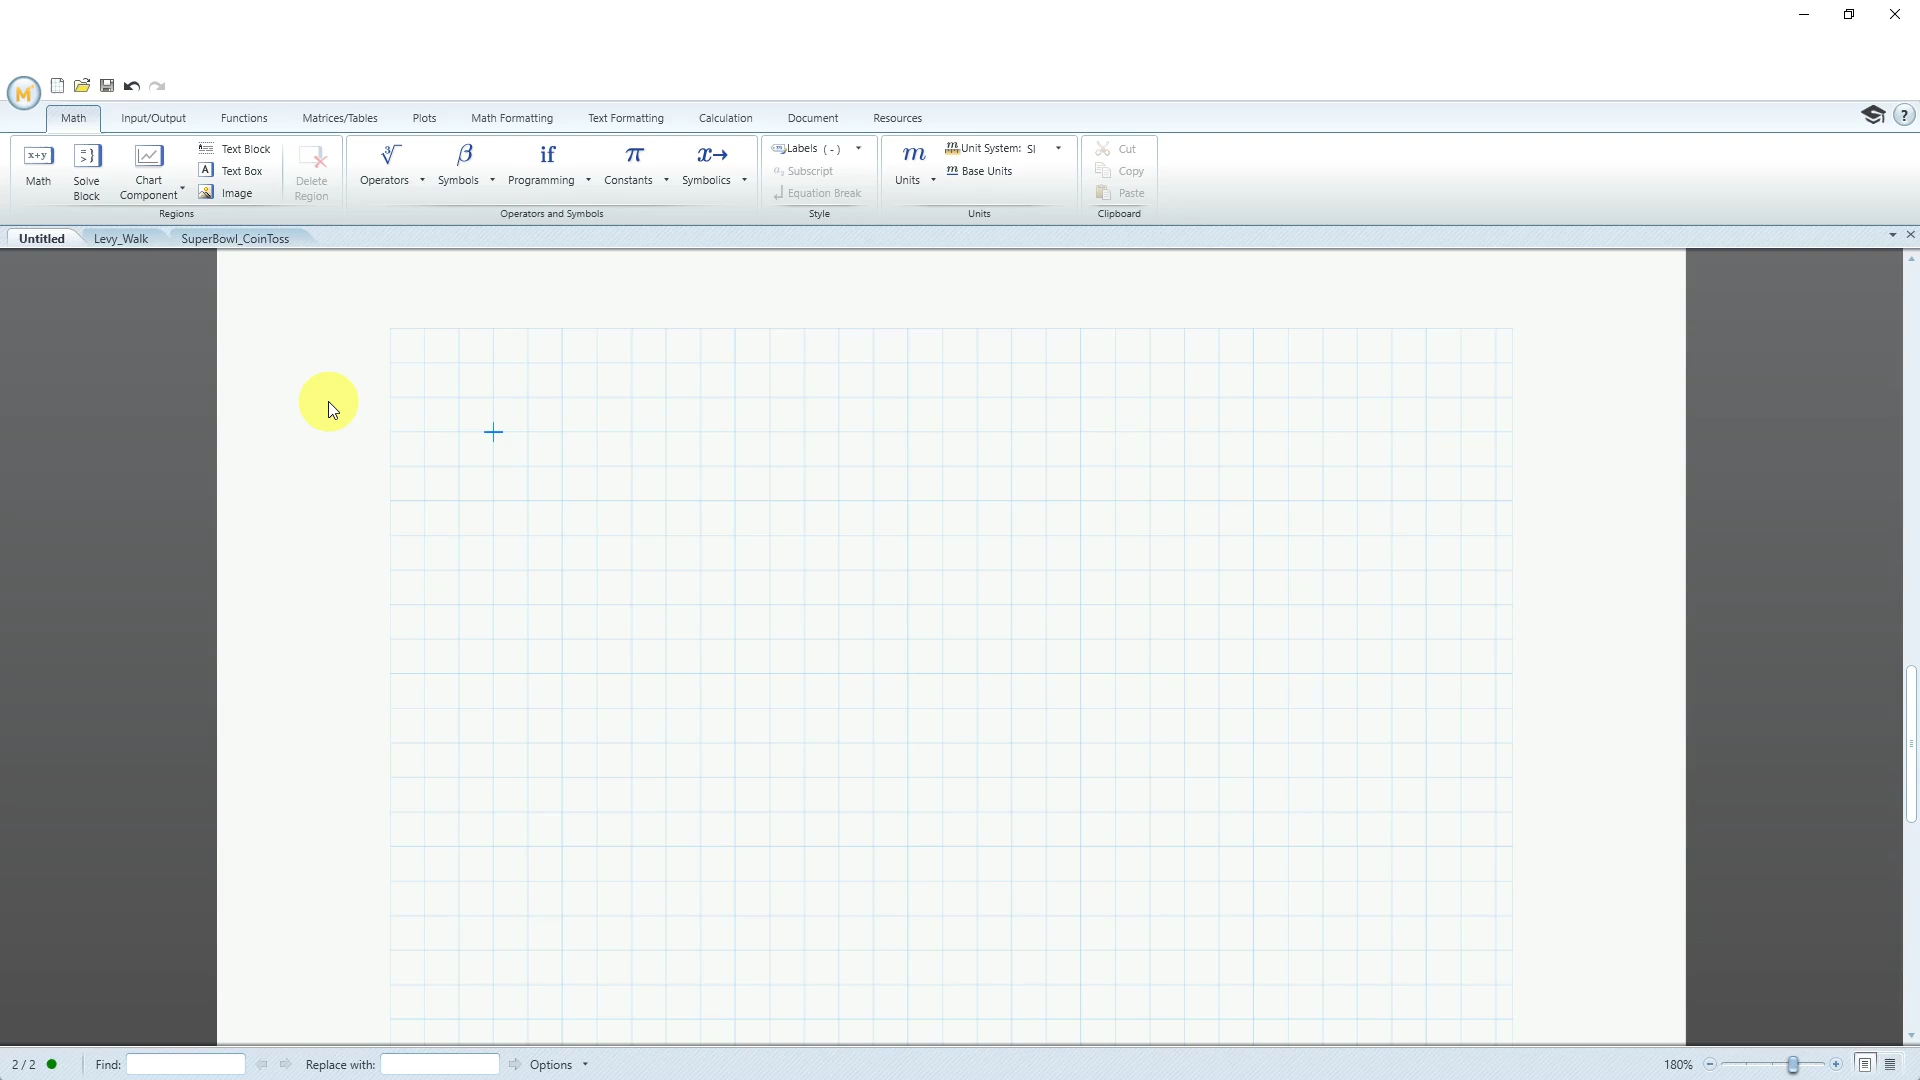 Math Input/Output Functions Matrices/Tables Plots Math Formatting Text Formatting Calculation Document Resources
Math
Solve Block
Chart Component
Text Block
Text Box
Image
Delete Region
Regions
Operators
Symbols
if
Programming
π
Constants
Symbolics
Operators and Symbols
Labels (-)
Subscript
Equation Break
Style
Units
Unit System: SI
Base Units
Units
Cut
Copy
Paste
Clipboard
Untitled Levy_Walk SuperBowl_CoinToss
2 / 2 Find: Replace with: Options 180%